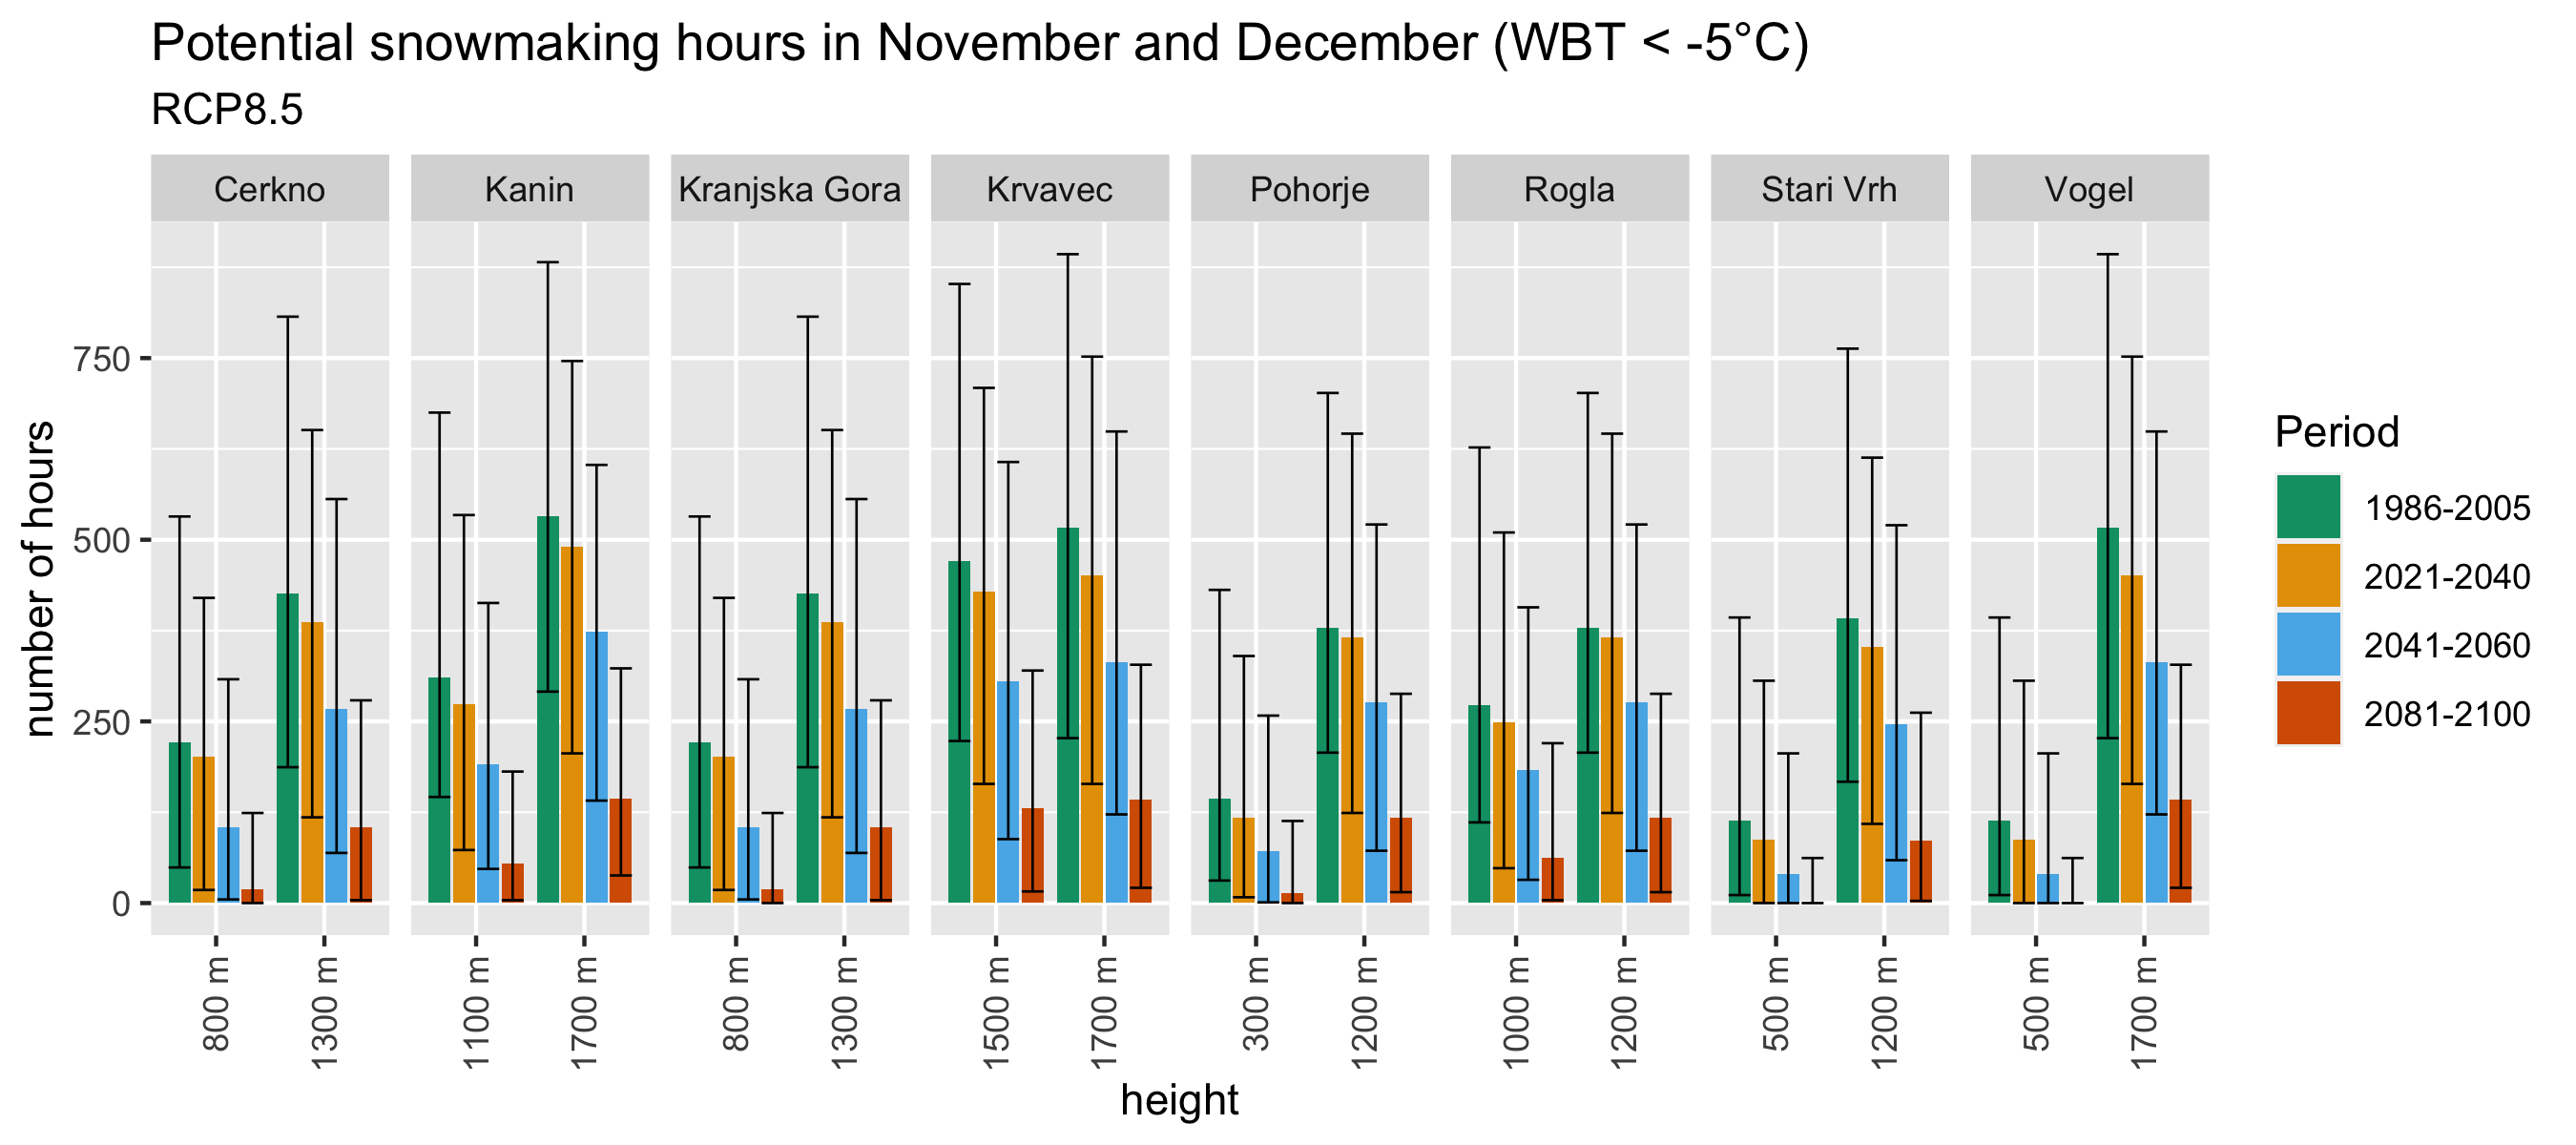 Potential snowmaking hours in November and December (WBT < -5°C)
RCP8.5
Cerkno Kanin Kranjska Gora Krvavec Pohorje Rogla Stari Vrh Vogel
number of hours
750
500
250
0
800 m 1300 m 1100 m 1700 m 800 m 1300 m 1500 m 1700 m 300 m 1200 m 1000 m 1200 m 500 m 1200 m 500 m 1700 m
height
Period
1986-2005
2021-2040
2041-2060
2081-2100